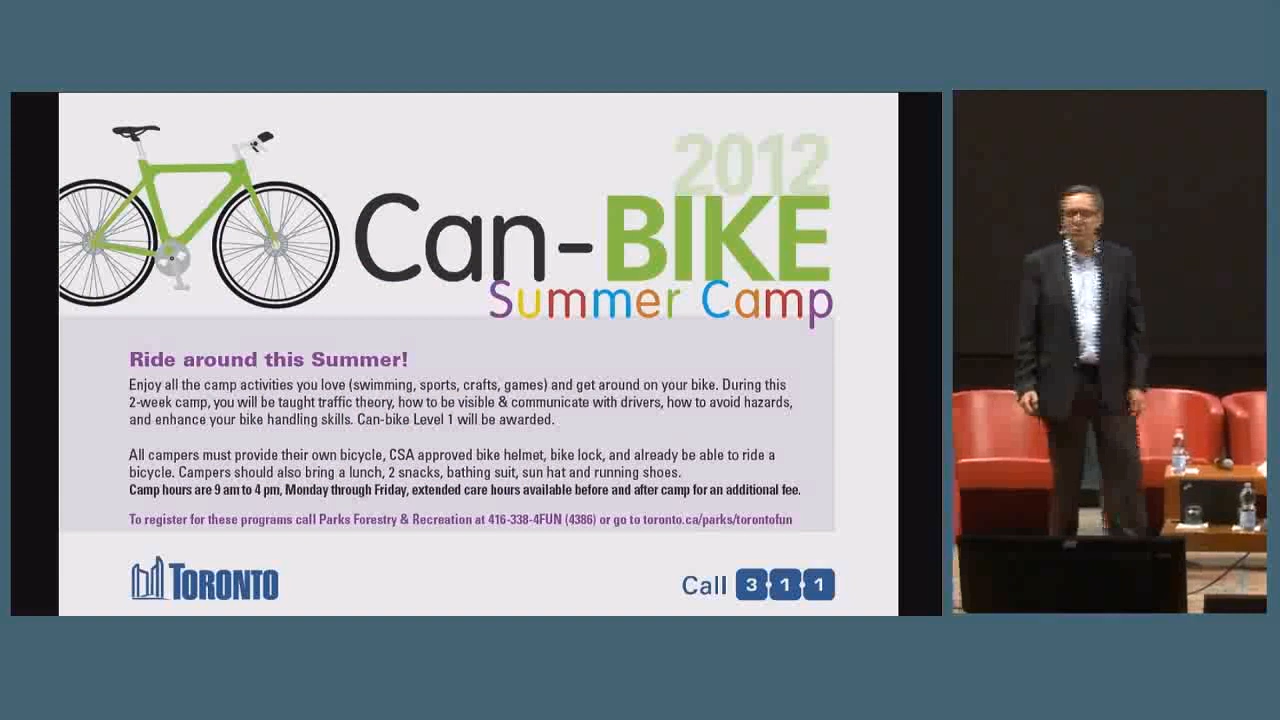 2012
Can-BIKE
Summer Camp
Ride around this Summer!
Enjoy all the camp activities you love (swimming, sports, crafts, games) and get around on your bike. During this
2-week camp, you will be taught traffic theory, how to be visible & communicate with drivers, how to avoid hazards,
and enhance your bike handling skills. Can-bike Level 1 will be awarded.
All campers must provide their own bicycle, CSA approved bike helmet, bike lock, and already be able to ride a
bicycle. Campers should also bring a lunch, 2 snacks, bathing suit, sun hat and running shoes.
Camp hours are 9 am to 4 pm, Monday through Friday, extended care hours available before and after camp for an additional fee.
To register for these programs call Parks Forestry & Recreation at 416-338-4FUN (4386) or go to toronto.ca/parks/torontofun
TORONTO
Call 3·1·1